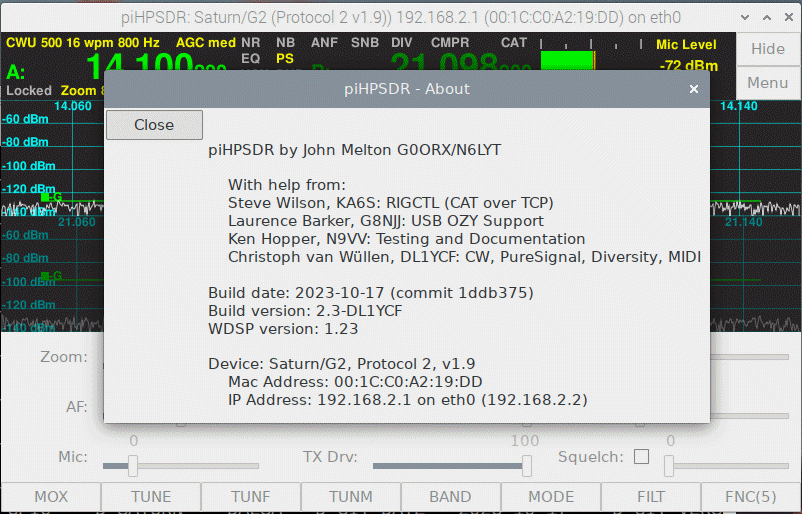 piHPSDR: Saturn/G2 (Protocol 2 v1.9)) 192.168.2.1 (00:1C:C0:A2:19:DD) on eth0
CWU 500 16 wpm 800 Hz AGC med NR NB ANF SNB DIV CMPR CAT Mic Level Hide
EQ PS
A: 14.100 21.098 -72 dBm
Locked Zoom Menu
14.060 14.140
-60 dBm
-80 dBm
-100 dBm
-120 dBm
-G
-140 dBm
21.060 21.140
-60 dBm
-80 dBm
-G
-100 dBm
-120 dBm
-140 dBm
piHPSDR - About
Close
piHPSDR by John Melton G0ORX/N6LYT
With help from:
Steve Wilson, KA6S: RIGCTL (CAT over TCP)
Laurence Barker, G8NJJ: USB OZY Support
Ken Hopper, N9VV: Testing and Documentation
Christoph van Wüllen, DL1YCF: CW, PureSignal, Diversity, MIDI
Build date: 2023-10-17 (commit 1ddb375)
Build version: 2.3-DL1YCF
WDSP version: 1.23
Device: Saturn/G2, Protocol 2, v1.9
Mac Address: 00:1C:C0:A2:19:DD
IP Address: 192.168.2.1 on eth0 (192.168.2.2)
Zoom:
AF:
0 100 0
Mic: TX Drv: Squelch:
MOX TUNE TUNF TUNM BAND MODE FILT FNC(5)